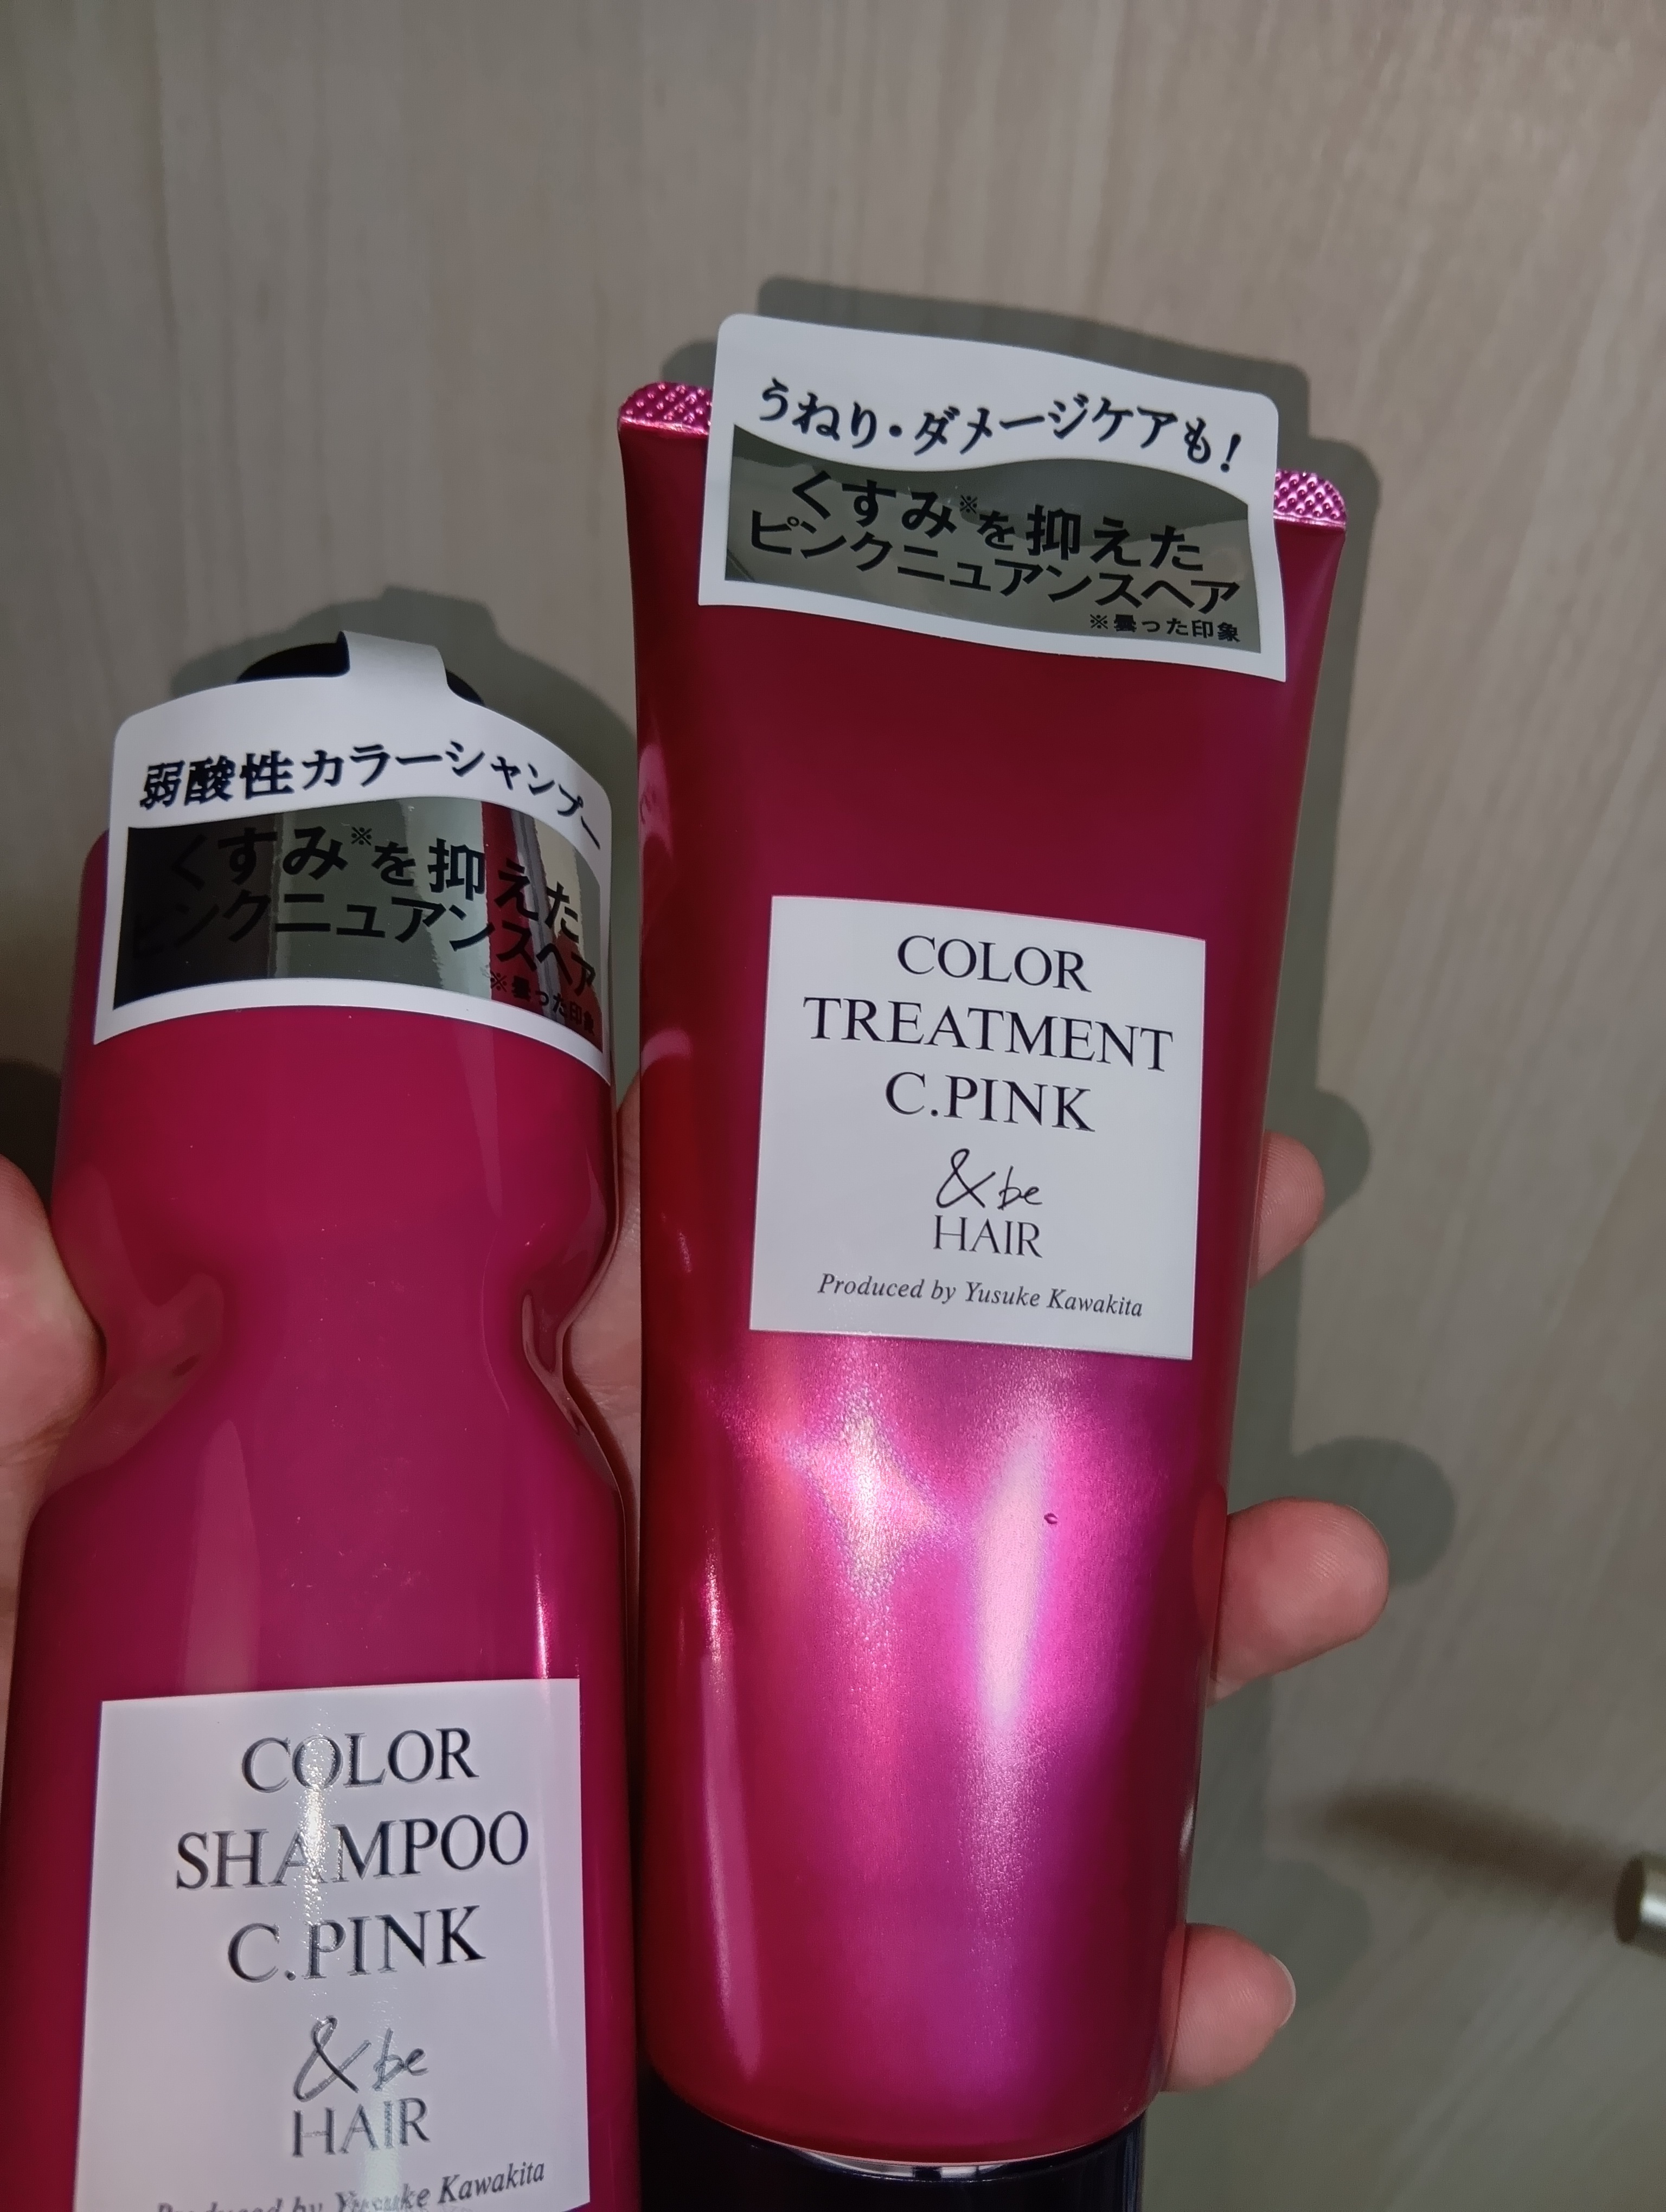 弱酸性カラーシャンプー
くすみ※を抑えた
ピンクニュアンスヘア
※曇った印象
COLOR
SHAMPOO
C.PINK
&be
HAIR
Produced by Yusuke Kawakita
うねり・ダメージケアも!
くすみ※を抑えた
ピンクニュアンスヘア
※曇った印象
COLOR
TREATMENT
C.PINK
&be
HAIR
Produced by Yusuke Kawakita